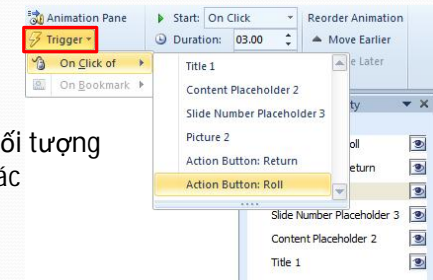 Animation Pane
Trigger
On Click of
On Bookmark
Start: On Click
Duration: 03.00
Reorder Animation
Move Earlier
e Later
Title 1
Content Placeholder 2
Slide Number Placeholder 3
Picture 2
Action Button: Return
Action Button: Roll
ối tượng
ác
ty
oll
eturn
Slide Number Placeholder 3
Content Placeholder 2
Title 1